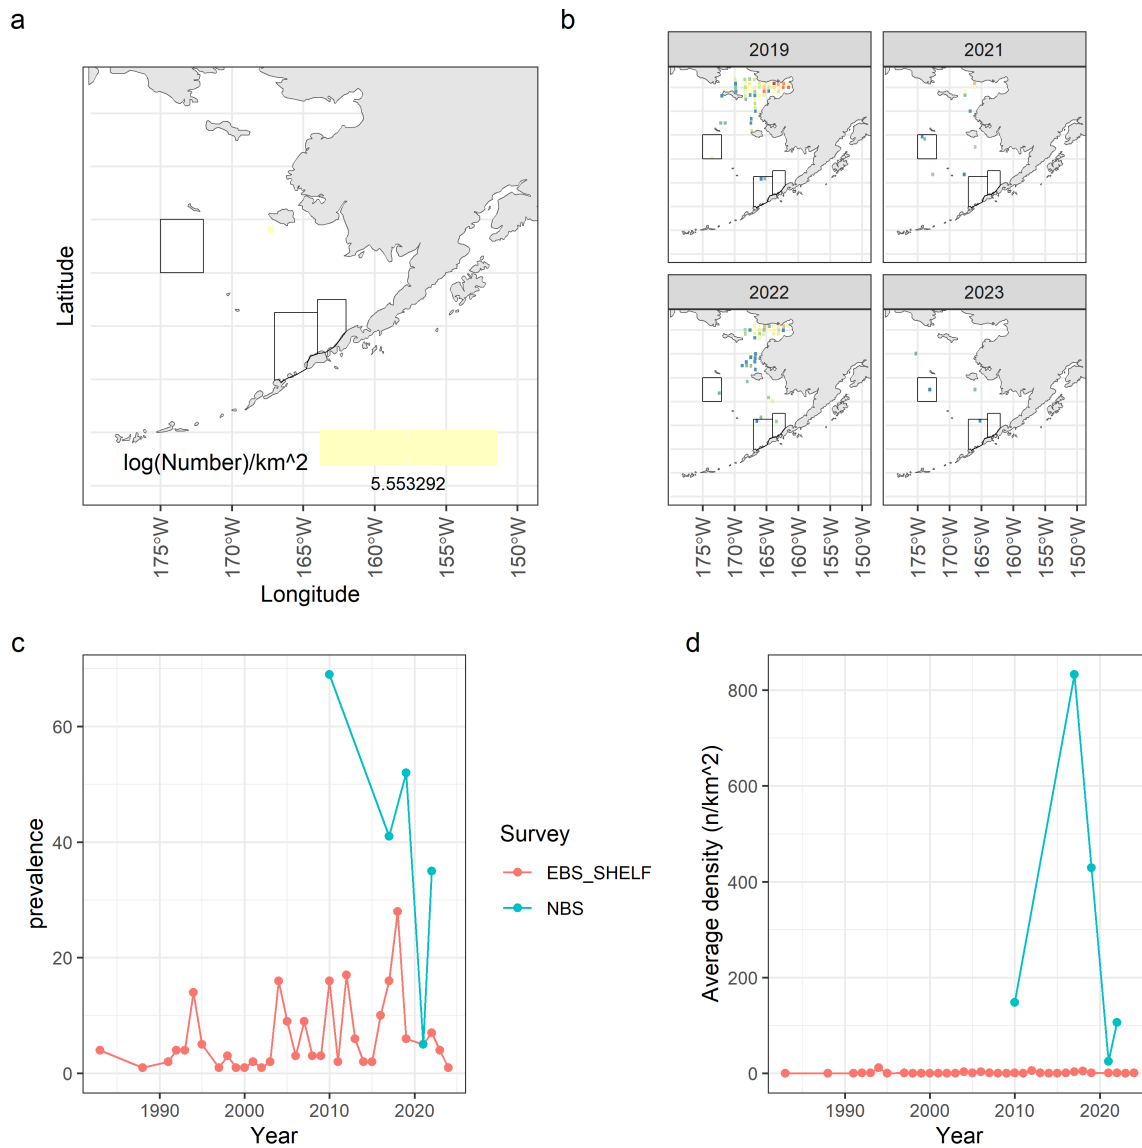 a
Latitude
log(Number)/km^2
5.553292
175°W
170°W
165°W
160°W
155°W
150°W
Longitude
b
2019
2021
2022
2023
175°W
170°W
165°W
160°W
155°W
150°W
175°W
170°W
165°W
160°W
155°W
150°W
c
prevalence
60
40
20
0
1990
2000
2010
2020
Year
Survey
EBS_SHELF
NBS
d
Average density (n/km^2)
800
600
400
200
0
1990
2000
2010
2020
Year